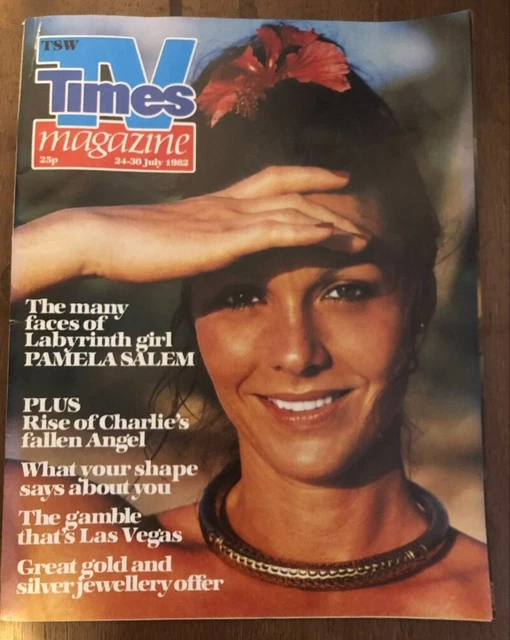 TSW
TV
Times
magazine
25p 24-30 July 1982
The many
faces of
Labyrinth girl
PAMELA SALEM
PLUS
Rise of Charlie's
fallen Angel
What your shape
says about you
The gamble
that's Las Vegas
Great gold and
silver jewellery offer